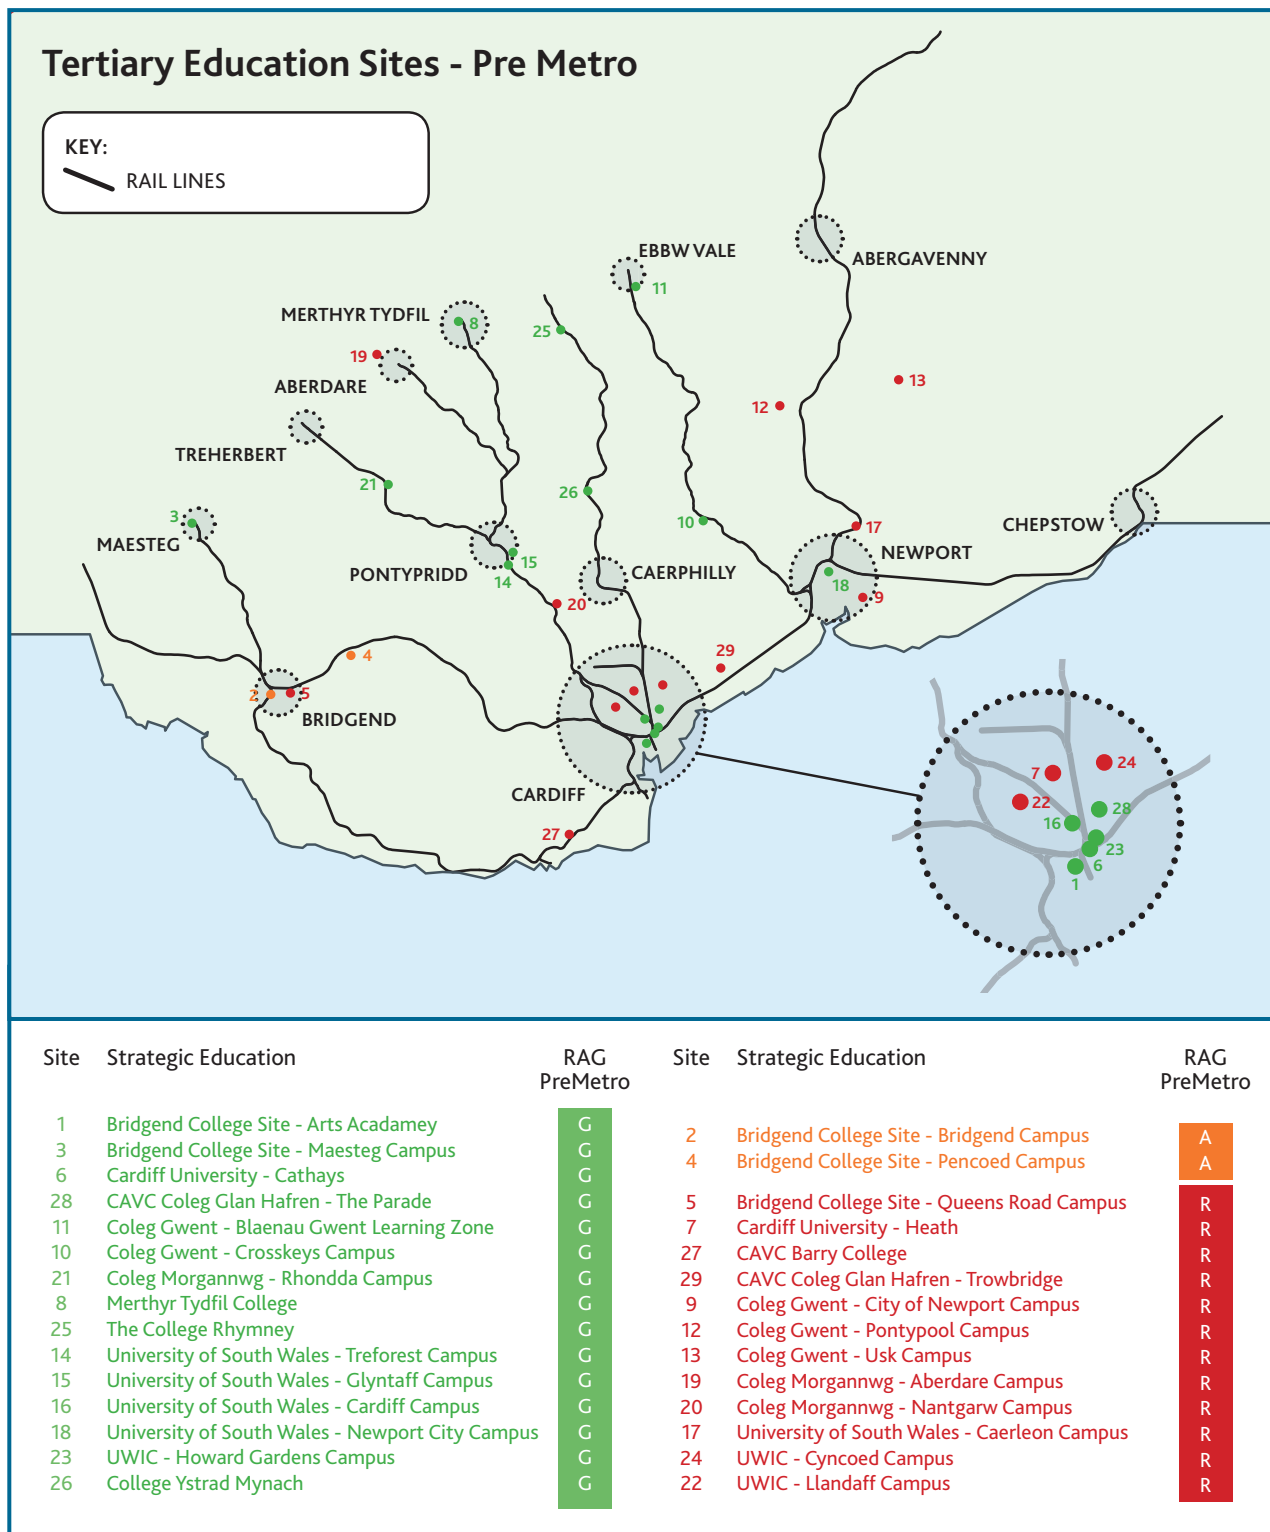 Tertiary Education Sites - Pre Metro
KEY:
RAIL LINES
EBBW VALE
11
ABERGAVENNY
MERTHYR TYDFIL
8
25
19
ABERDARE
13
12
TREHERBERT
21
26
3
MAESTEG
10
17
CHEPSTOW
NEWPORT
15
14
PONTYPRIDD
CAERPHILLY
18
9
20
29
4
2
5
BRIDGEND
CARDIFF
27
7
24
22
28
16
23
6
1
Site Strategic Education RAG
PreMetro
1 Bridgend College Site - Arts Acadamey G
3 Bridgend College Site - Maesteg Campus G
6 Cardiff University - Cathays G
28 CAVC Coleg Glan Hafren - The Parade G
11 Coleg Gwent - Blaenau Gwent Learning Zone G
10 Coleg Gwent - Crosskeys Campus G
21 Coleg Morgannwg - Rhondda Campus G
8 Merthyr Tydfil College G
25 The College Rhymney G
14 University of South Wales - Treforest Campus G
15 University of South Wales - Glyntaff Campus G
16 University of South Wales - Cardiff Campus G
18 University of South Wales - Newport City Campus G
23 UWIC - Howard Gardens Campus G
26 College Ystrad Mynach G
Site Strategic Education RAG
PreMetro
2 Bridgend College Site - Bridgend Campus A
4 Bridgend College Site - Pencoed Campus A
5 Bridgend College Site - Queens Road Campus R
7 Cardiff University - Heath R
27 CAVC Barry College R
29 CAVC Coleg Glan Hafren - Trowbridge R
9 Coleg Gwent - City of Newport Campus R
12 Coleg Gwent - Pontypool Campus R
13 Coleg Gwent - Usk Campus R
19 Coleg Morgannwg - Aberdare Campus R
20 Coleg Morgannwg - Nantgarw Campus R
17 University of South Wales - Caerleon Campus R
24 UWIC - Cyncoed Campus R
22 UWIC - Llandaff Campus R